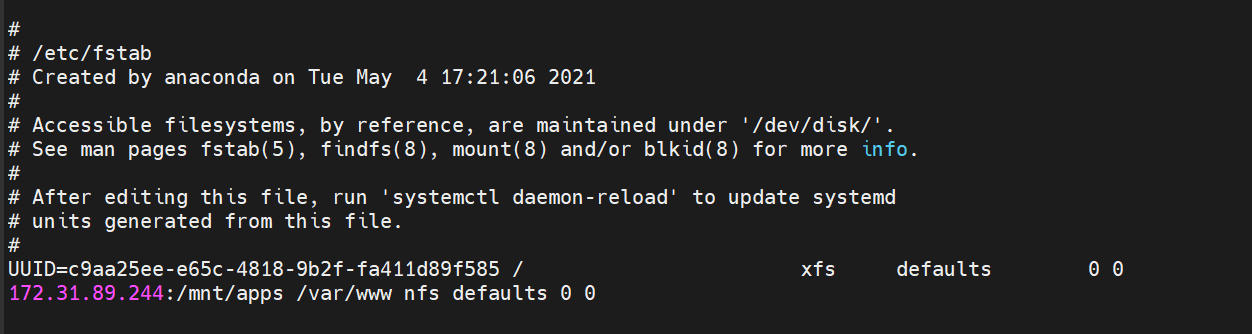 #
# /etc/fstab
# Created by anaconda on Tue May  4 17:21:06 2021
#
# Accessible filesystems, by reference, are maintained under '/dev/disk/'.
# See man pages fstab(5), findfs(8), mount(8) and/or blkid(8) for more info.
#
# After editing this file, run 'systemctl daemon-reload' to update systemd
# units generated from this file.
#
UUID=c9aa25ee-e65c-4818-9b2f-fa411d89f585 /                       xfs     defaults        0 0
172.31.89.244:/mnt/apps /var/www nfs defaults 0 0